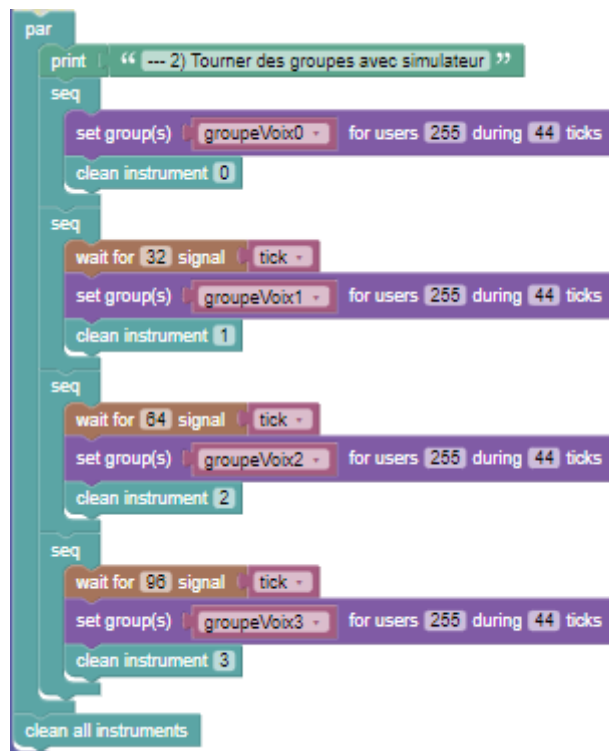 par
print “ --- 2) Tourner des groupes avec simulateur ”
seq
set group(s) groupeVoix0 for users 255 during 44 ticks
clean instrument 0
seq
wait for 32 signal tick
set group(s) groupeVoix1 for users 255 during 44 ticks
clean instrument 1
seq
wait for 64 signal tick
set group(s) groupeVoix2 for users 255 during 44 ticks
clean instrument 2
seq
wait for 96 signal tick
set group(s) groupeVoix3 for users 255 during 44 ticks
clean instrument 3
clean all instruments